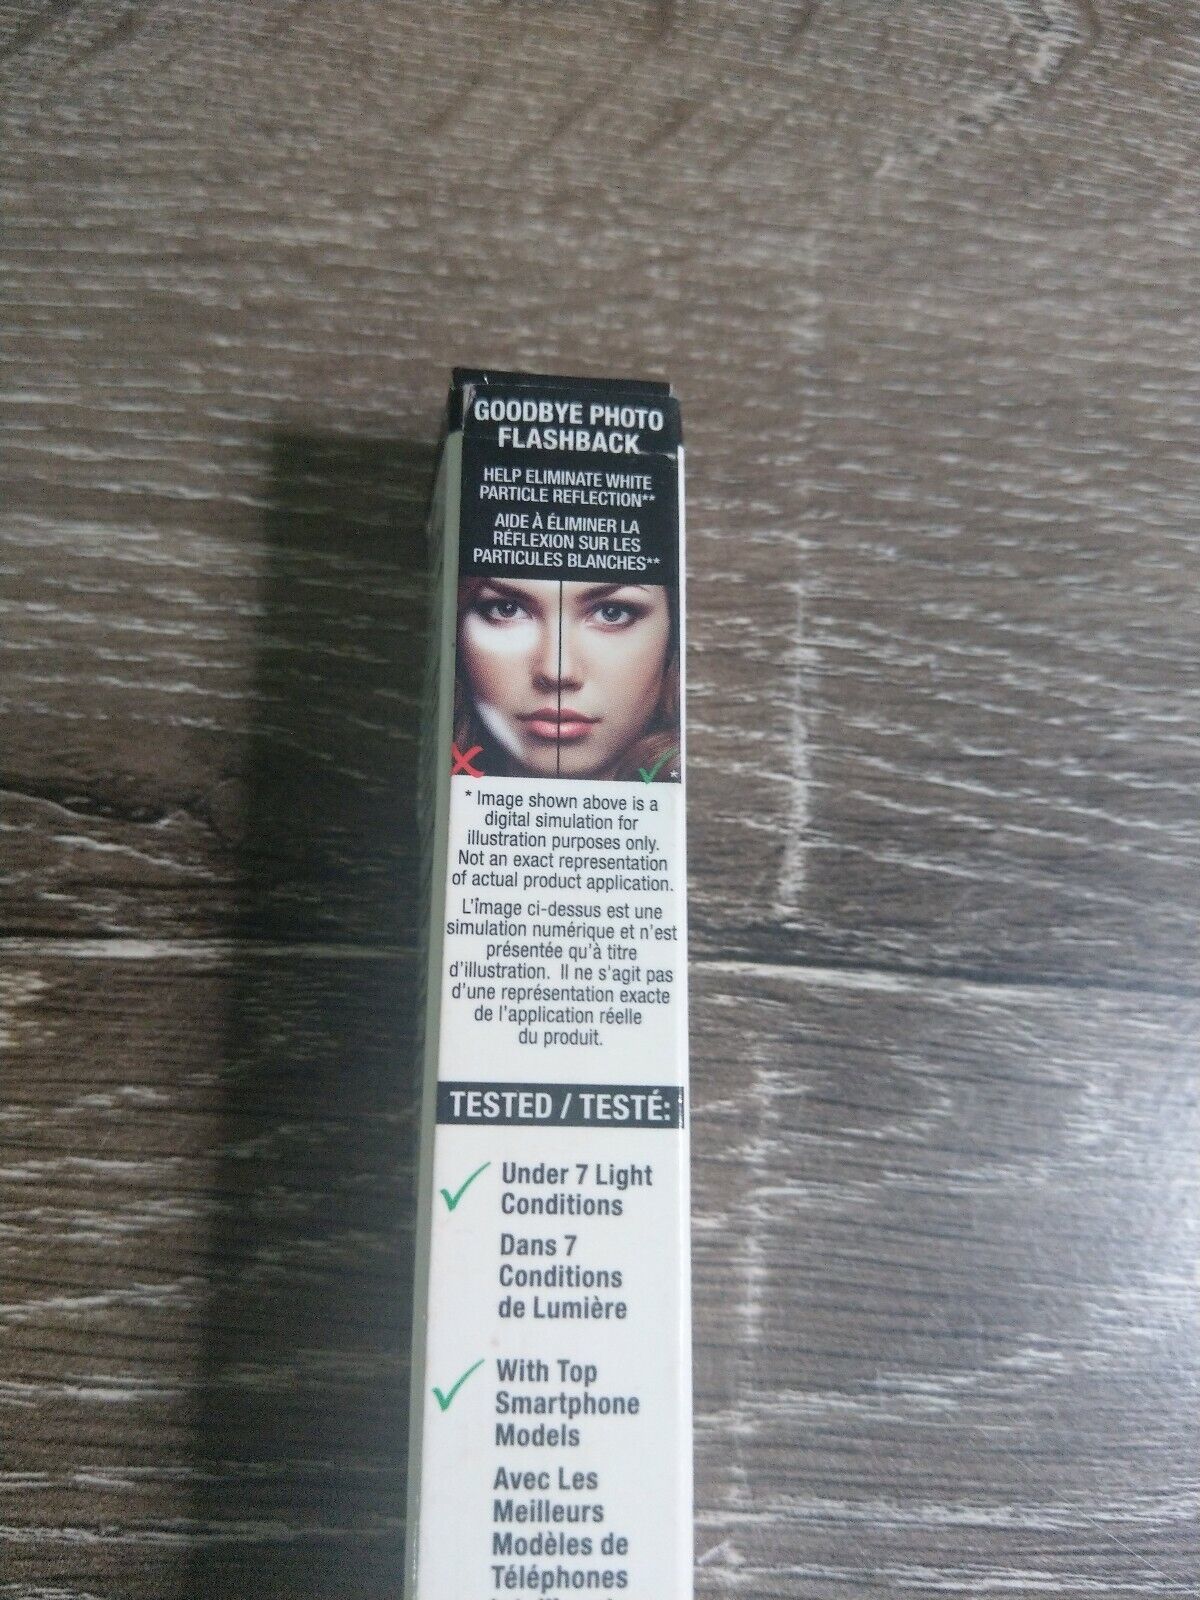 GOODBYE PHOTO
FLASHBACK
HELP ELIMINATE WHITE
PARTICLE REFLECTION**
AIDE À ÉLIMINER LA
RÉFLEXION SUR LES
PARTICULES BLANCHES**
*
* Image shown above is a
digital simulation for
illustration purposes only.
Not an exact representation
of actual product application.
L'image ci-dessus est une
simulation numérique et n'est
présentée qu'à titre
d'illustration. Il ne s'agit pas
d'une représentation exacte
de l'application réelle
du produit.
TESTED / TESTÉ:
Under 7 Light
Conditions
Dans 7
Conditions
de Lumière
With Top
Smartphone
Models
Avec Les
Meilleurs
Modèles de
Téléphones